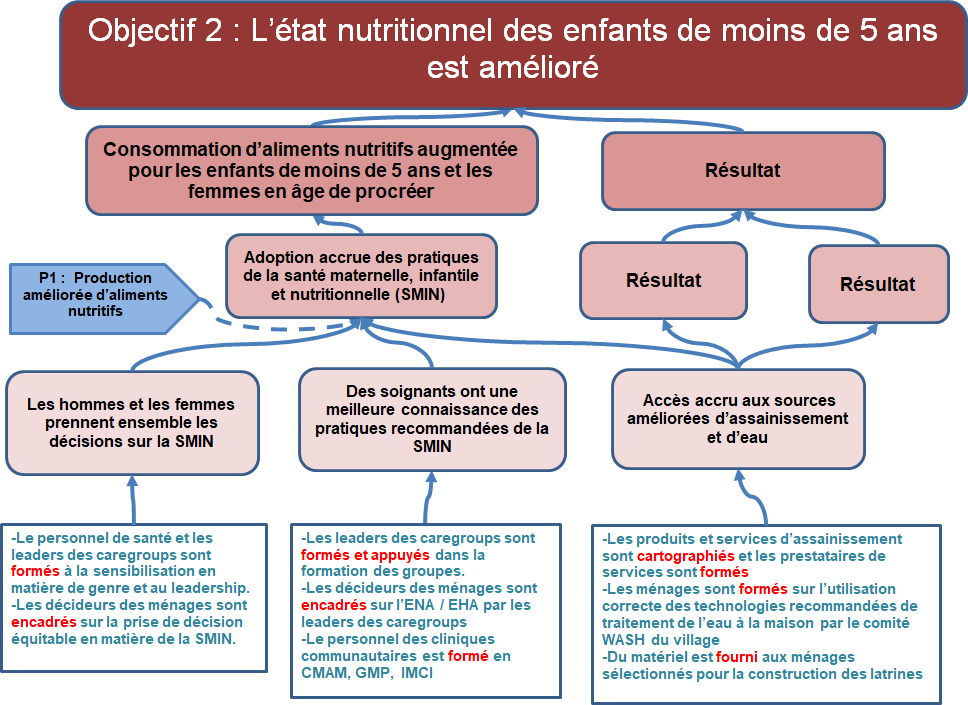 Objectif 2 : L'état nutritionnel des enfants de moins de 5 ans
est amélioré
Consommation d'aliments nutritifs augmentée
pour les enfants de moins de 5 ans et les
femmes en âge de procréer
Résultat
Adoption accrue des pratiques
de la santé maternelle, infantile
et nutritionnelle (SMIN)
Résultat
Résultat
P1 : Production
améliorée d'aliments
nutritifs
Les hommes et les femmes
prennent ensemble les
décisions sur la SMIN
Des soignants ont une
meilleure connaissance des
pratiques recommandées de la
SMIN
Accès accru aux sources
améliorées d'assainissement
et d'eau
-Le personnel de santé et les
leaders des caregroups sont
formés à la sensibilisation en
matière de genre et au leadership.
-Les décideurs des ménages sont
encadrés sur la prise de décision
équitable en matière de la SMIN.
-Les leaders des caregroups sont
formés et appuyés dans la
formation des groupes.
-Les décideurs des ménages sont
encadrés sur l'ENA / EHA par les
leaders des caregroups
-Le personnel des cliniques
communautaires est formé en
CMAM, GMP, IMCI
-Les produits et services d'assainissement
sont cartographiés et les prestataires de
services sont formés
-Les ménages sont formés sur l'utilisation
correcte des technologies recommandées de
traitement de l'eau à la maison par le comité
WASH du village
-Du matériel est fourni aux ménages
sélectionnés pour la construction des latrines